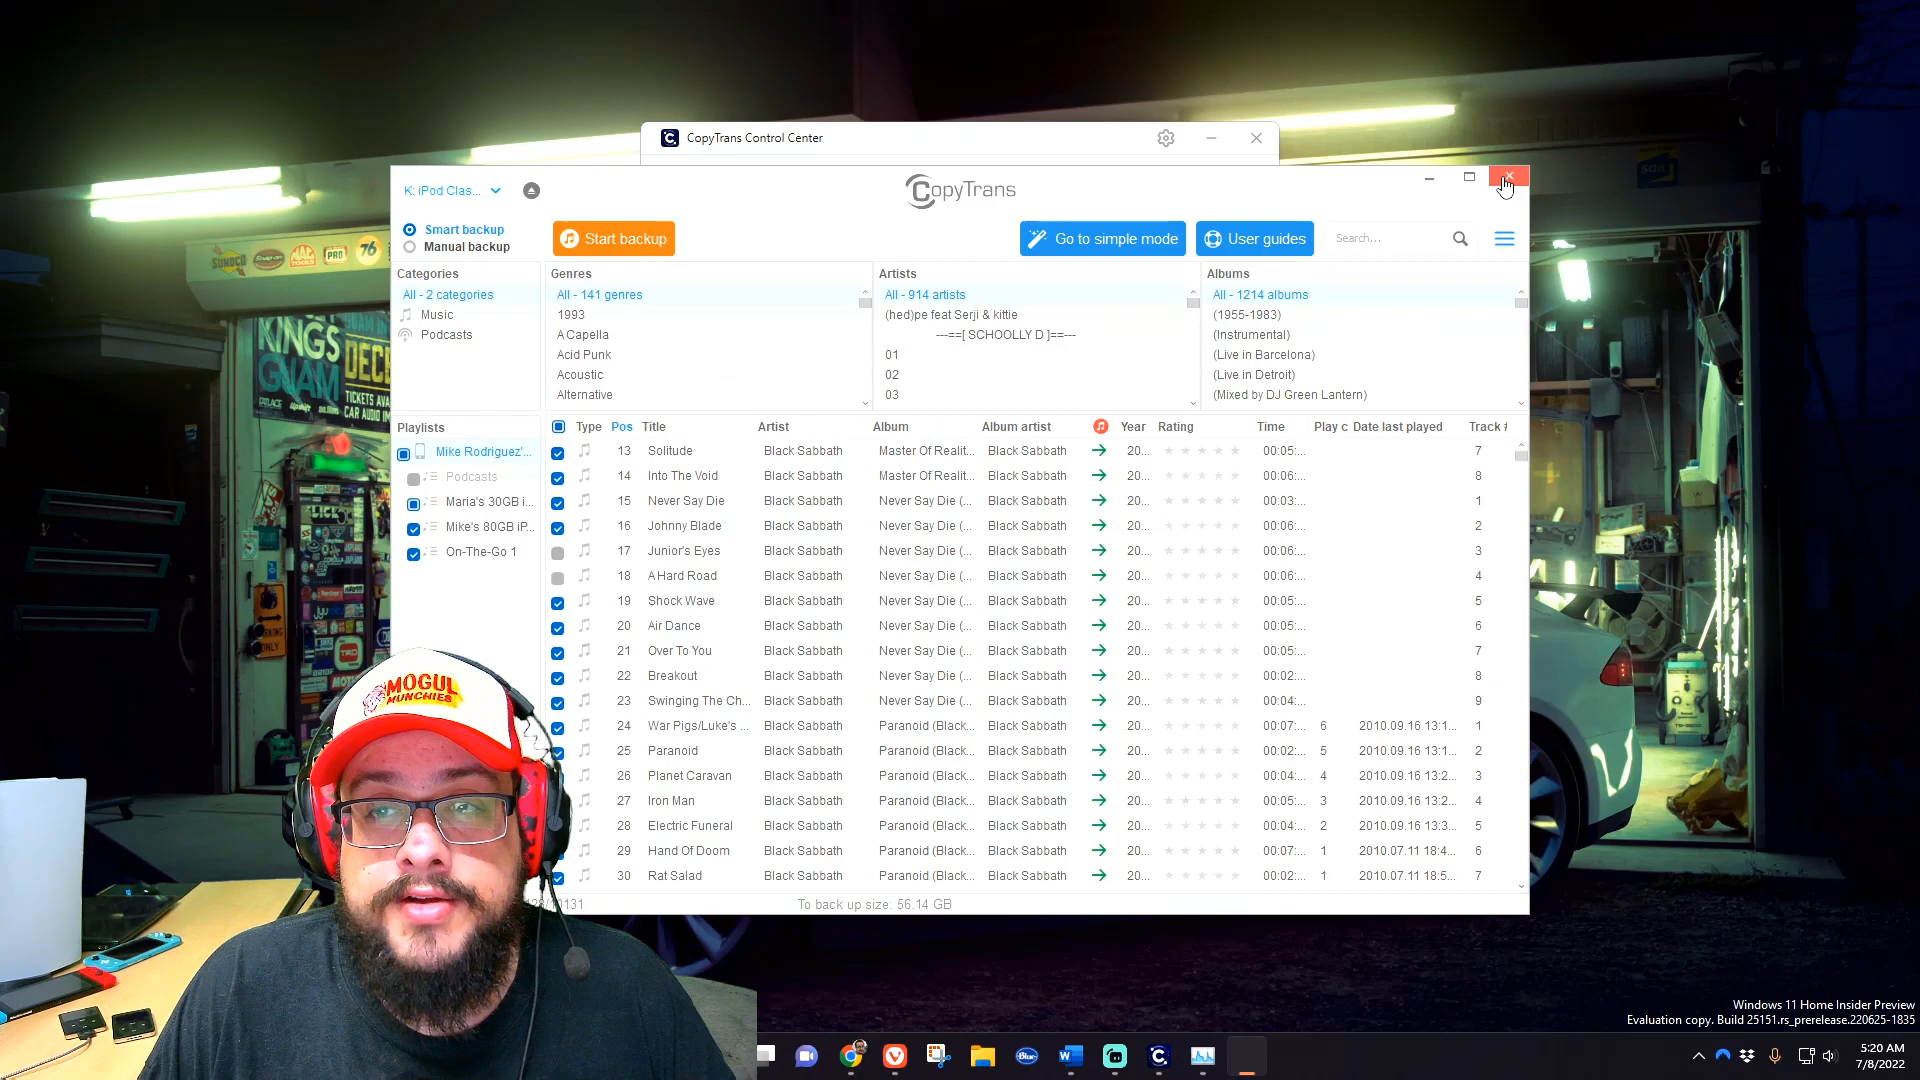 CopyTrans Control Center
K: iPod Clas...
CopyTrans
Smart backup
Manual backup
Start backup
Go to simple mode
User guides
Search...
Categories
All - 2 categories
Music
Podcasts
Genres
All - 141 genres
1993
A Capella
Acid Punk
Acoustic
Alternative
Artists
All - 914 artists
(hed)pe feat Serji & kittie
---==[ SCHOOLLY D ]==---
01
02
03
Albums
All - 1214 albums
(1955-1983)
(Instrumental)
(Live in Barcelona)
(Live in Detroit)
(Mixed by DJ Green Lantern)
Playlists
Mike Rodriguez'...
Podcasts
Maria's 30GB i...
Mike's 80GB iP...
On-The-Go 1
Type Pos Title Artist Album Album artist Year Rating Time Play c Date last played Track #
13 Solitude Black Sabbath Master Of Realit... Black Sabbath 20... 00:05:... 7
14 Into The Void Black Sabbath Master Of Realit... Black Sabbath 20... 00:06:... 8
15 Never Say Die Black Sabbath Never Say Die (... Black Sabbath 20... 00:03:... 1
16 Johnny Blade Black Sabbath Never Say Die (... Black Sabbath 20... 00:06:... 2
17 Junior's Eyes Black Sabbath Never Say Die (... Black Sabbath 20... 00:06:... 3
18 A Hard Road Black Sabbath Never Say Die (... Black Sabbath 20... 00:06:... 4
19 Shock Wave Black Sabbath Never Say Die (... Black Sabbath 20... 00:05:... 5
20 Air Dance Black Sabbath Never Say Die (... Black Sabbath 20... 00:05:... 6
21 Over To You Black Sabbath Never Say Die (... Black Sabbath 20... 00:05:... 7
22 Breakout Black Sabbath Never Say Die (... Black Sabbath 20... 00:02:... 8
23 Swinging The Ch... Black Sabbath Never Say Die (... Black Sabbath 20... 00:04:... 9
24 War Pigs/Luke's ... Black Sabbath Paranoid (Black... Black Sabbath 20... 00:07:... 6 2010.09.16 13:1... 1
25 Paranoid Black Sabbath Paranoid (Black... Black Sabbath 20... 00:02:... 5 2010.09.16 13:1... 2
26 Planet Caravan Black Sabbath Paranoid (Black... Black Sabbath 20... 00:04:... 4 2010.09.16 13:2... 3
27 Iron Man Black Sabbath Paranoid (Black... Black Sabbath 20... 00:05:... 3 2010.09.16 13:2... 4
28 Electric Funeral Black Sabbath Paranoid (Black... Black Sabbath 20... 00:04:... 2 2010.09.16 13:3... 5
29 Hand Of Doom Black Sabbath Paranoid (Black... Black Sabbath 20... 00:07:... 1 2010.07.11 18:4... 6
30 Rat Salad Black Sabbath Paranoid (Black... Black Sabbath 20... 00:02:... 1 2010.07.11 18:5... 7
To back up size: 56.14 GB
SUNOCO
MAC TOOLS
PRO
76
KINGS
DECE
TICKETS AVA
CAR AUDIO
TRD
ONLY
MOGUL
MUNCHIES
Windows 11 Home Insider Preview
Evaluation copy. Build 25151.rs_prerelease.220625-1835
Blue
5:20 AM
7/8/2022